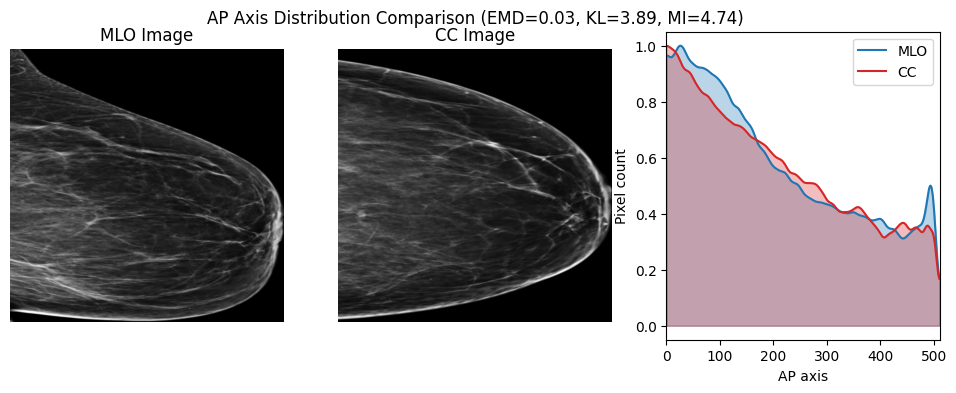 AP Axis Distribution Comparison (EMD=0.03, KL=3.89, MI=4.74)
MLO Image
CC Image
MLO
CC
Pixel count
1.0
0.8
0.6
0.4
0.2
0.0
0 100 200 300 400 500
AP axis